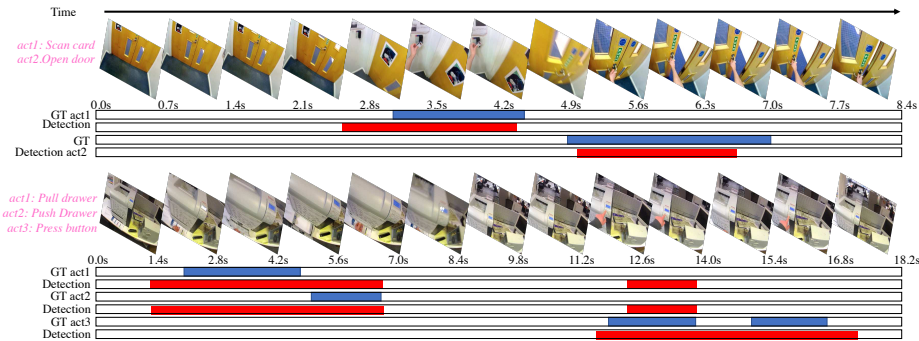 Time
act1: Scan card
act2.Open door
0.0s 0.7s 1.4s 2.1s 2.8s 3.5s 4.2s 4.9s 5.6s 6.3s 7.0s 7.7s 8.4s
GT act1
Detection
GT
Detection act2
act1: Pull drawer
act2: Push Drawer
act3: Press button
0.0s 1.4s 2.8s 4.2s 5.6s 7.0s 8.4s 9.8s 11.2s 12.6s 14.0s 15.4s 16.8s 18.2s
GT act1
Detection
GT act2
Detection
GT act3
Detection